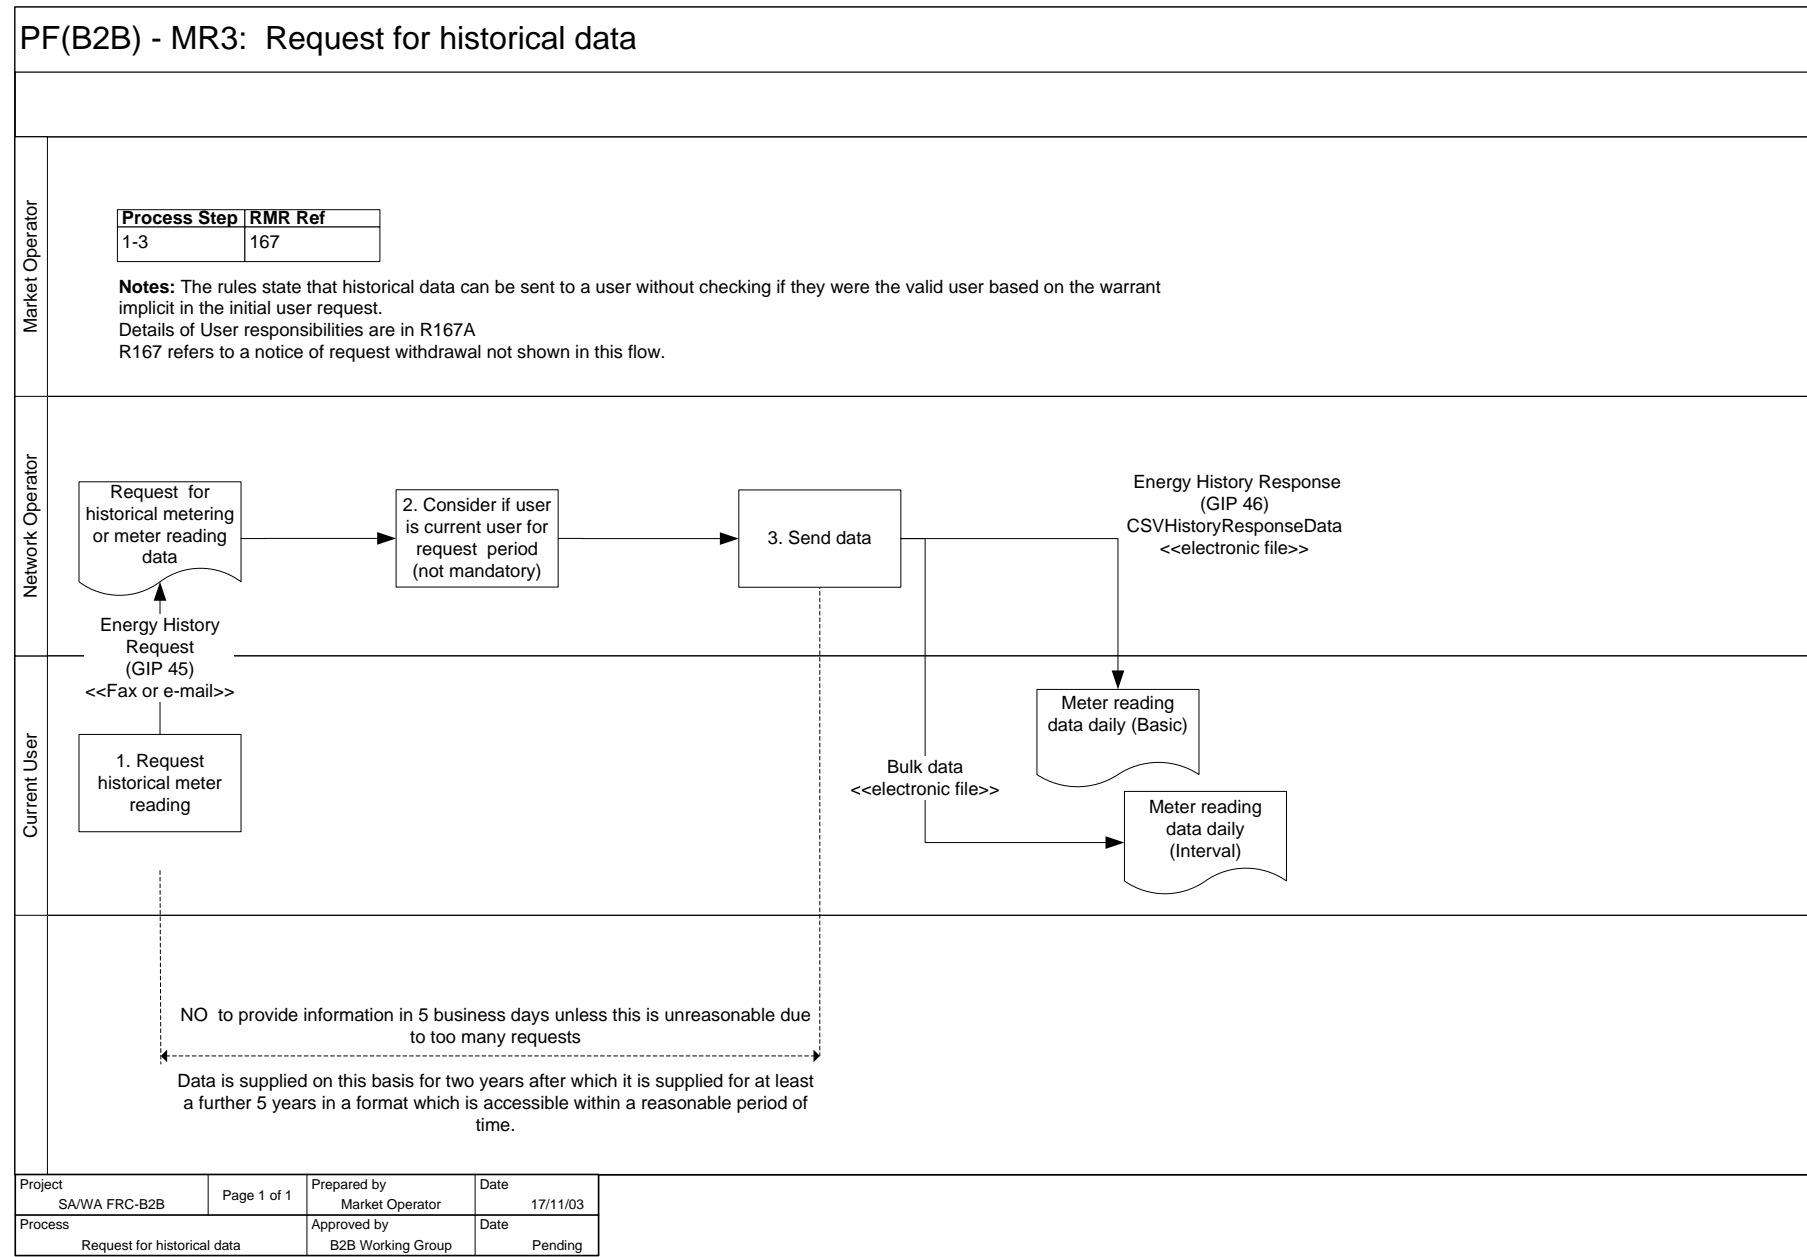 PF(B2B) - MR3:  Request for historical data
Market Operator
Process Step RMR Ref
1-3 167
Notes: The rules state that historical data can be sent to a user without checking if they were the valid user based on the warrant
implicit in the initial user request.
Details of User responsibilities are in R167A
R167 refers to a notice of request withdrawal not shown in this flow.
Network Operator
Request  for
historical metering
or meter reading
data
2. Consider if user
is current user for
request  period
(not mandatory)
3. Send data
Energy History Response
(GIP 46)
CSVHistoryResponseData
<<electronic file>>
Energy History
Request
(GIP 45)
<<Fax or e-mail>>
Current User
1. Request
historical meter
reading
Meter reading
data daily (Basic)
Bulk data
<<electronic file>>
Meter reading
data daily
(Interval)
NO  to provide information in 5 business days unless this is unreasonable due
to too many requests
Data is supplied on this basis for two years after which it is supplied for at least
a further 5 years in a format which is accessible within a reasonable period of
time.
Project
SA/WA FRC-B2B
Page 1 of 1
Prepared by
Market Operator
Date
17/11/03
Process
Request for historical data
Approved by
B2B Working Group
Date
Pending